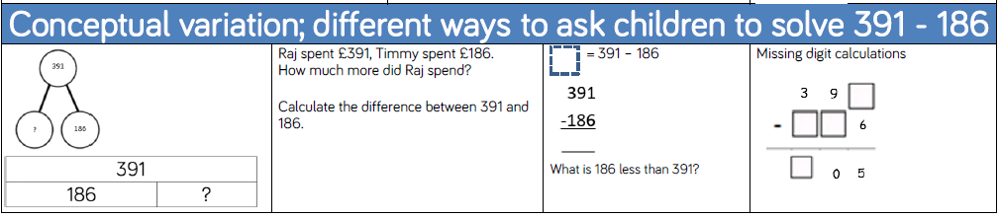 Conceptual variation; different ways to ask children to solve 391 - 186
391
?
186
391
186
?
Raj spent £391, Timmy spent £186.
How much more did Raj spend?
Calculate the difference between 391 and
186.
= 391 – 186
391
-186
What is 186 less than 391?
Missing digit calculations
3 9
- 6
0 5